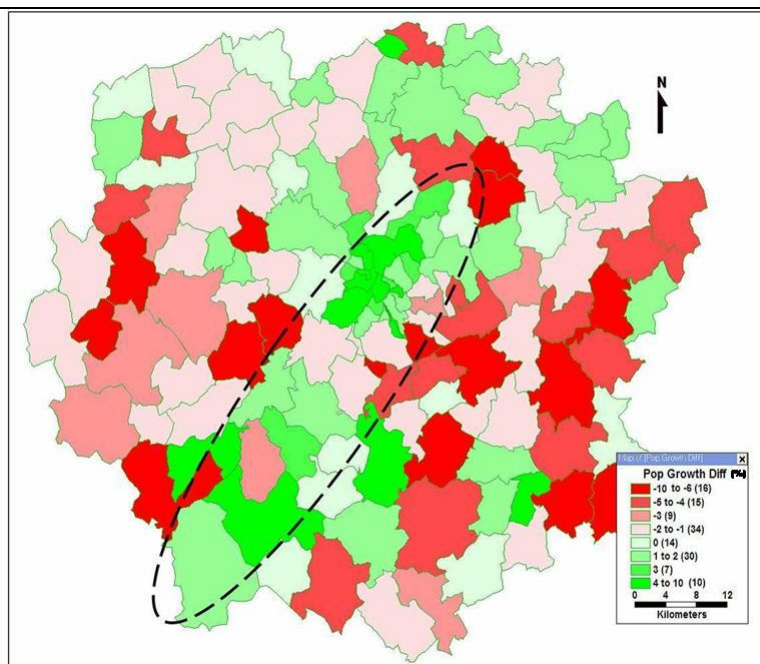 N
Map of [Pop Growth Diff]
Pop Growth Diff (%)
-10 to -6 (16)
-5 to -4 (15)
-3 (9)
-2 to -1 (34)
0 (14)
1 to 2 (30)
3 (7)
4 to 10 (10)
0 4 8 12
Kilometers